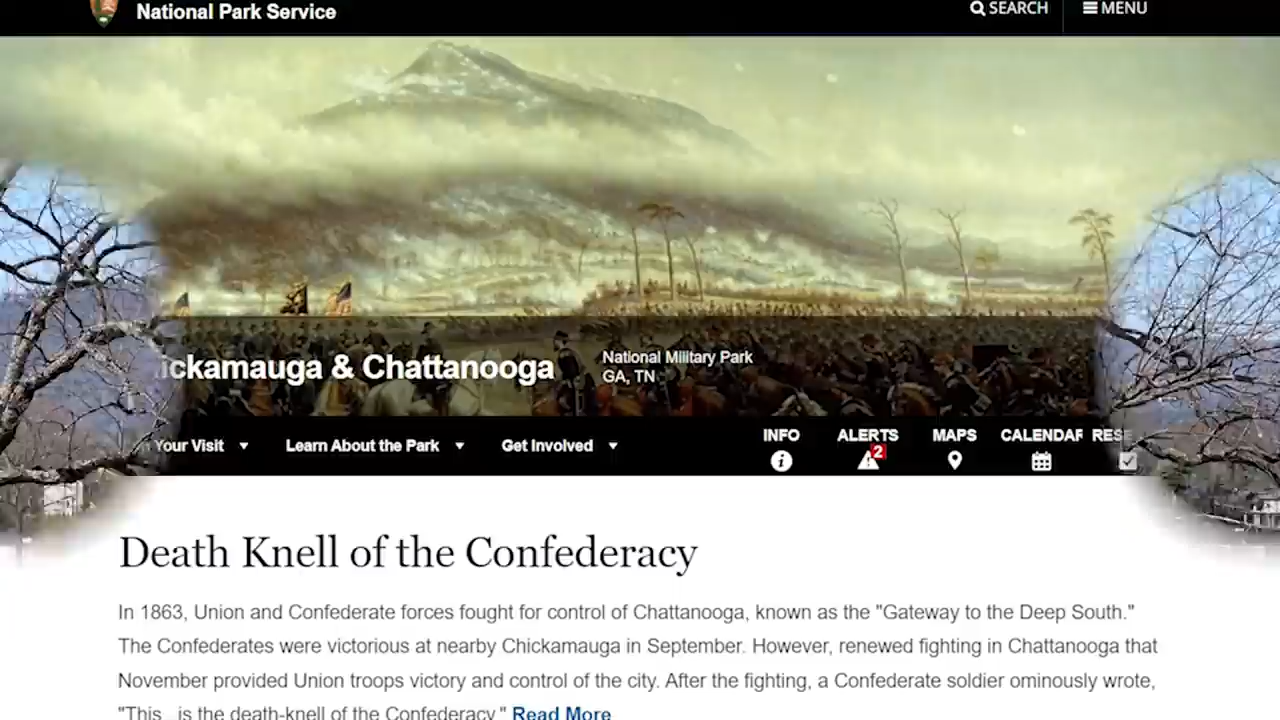 National Park Service
SEARCH
MENU
ickamauga & Chattanooga
National Military Park
GA, TN
Your Visit
Learn About the Park
Get Involved
INFO
ALERTS
MAPS
CALENDAR
RES
2
Death Knell of the Confederacy
In 1863, Union and Confederate forces fought for control of Chattanooga, known as the "Gateway to the Deep South."
The Confederates were victorious at nearby Chickamauga in September. However, renewed fighting in Chattanooga that
November provided Union troops victory and control of the city. After the fighting, a Confederate soldier ominously wrote,
"This...is the death-knell of the Confederacy." Read More